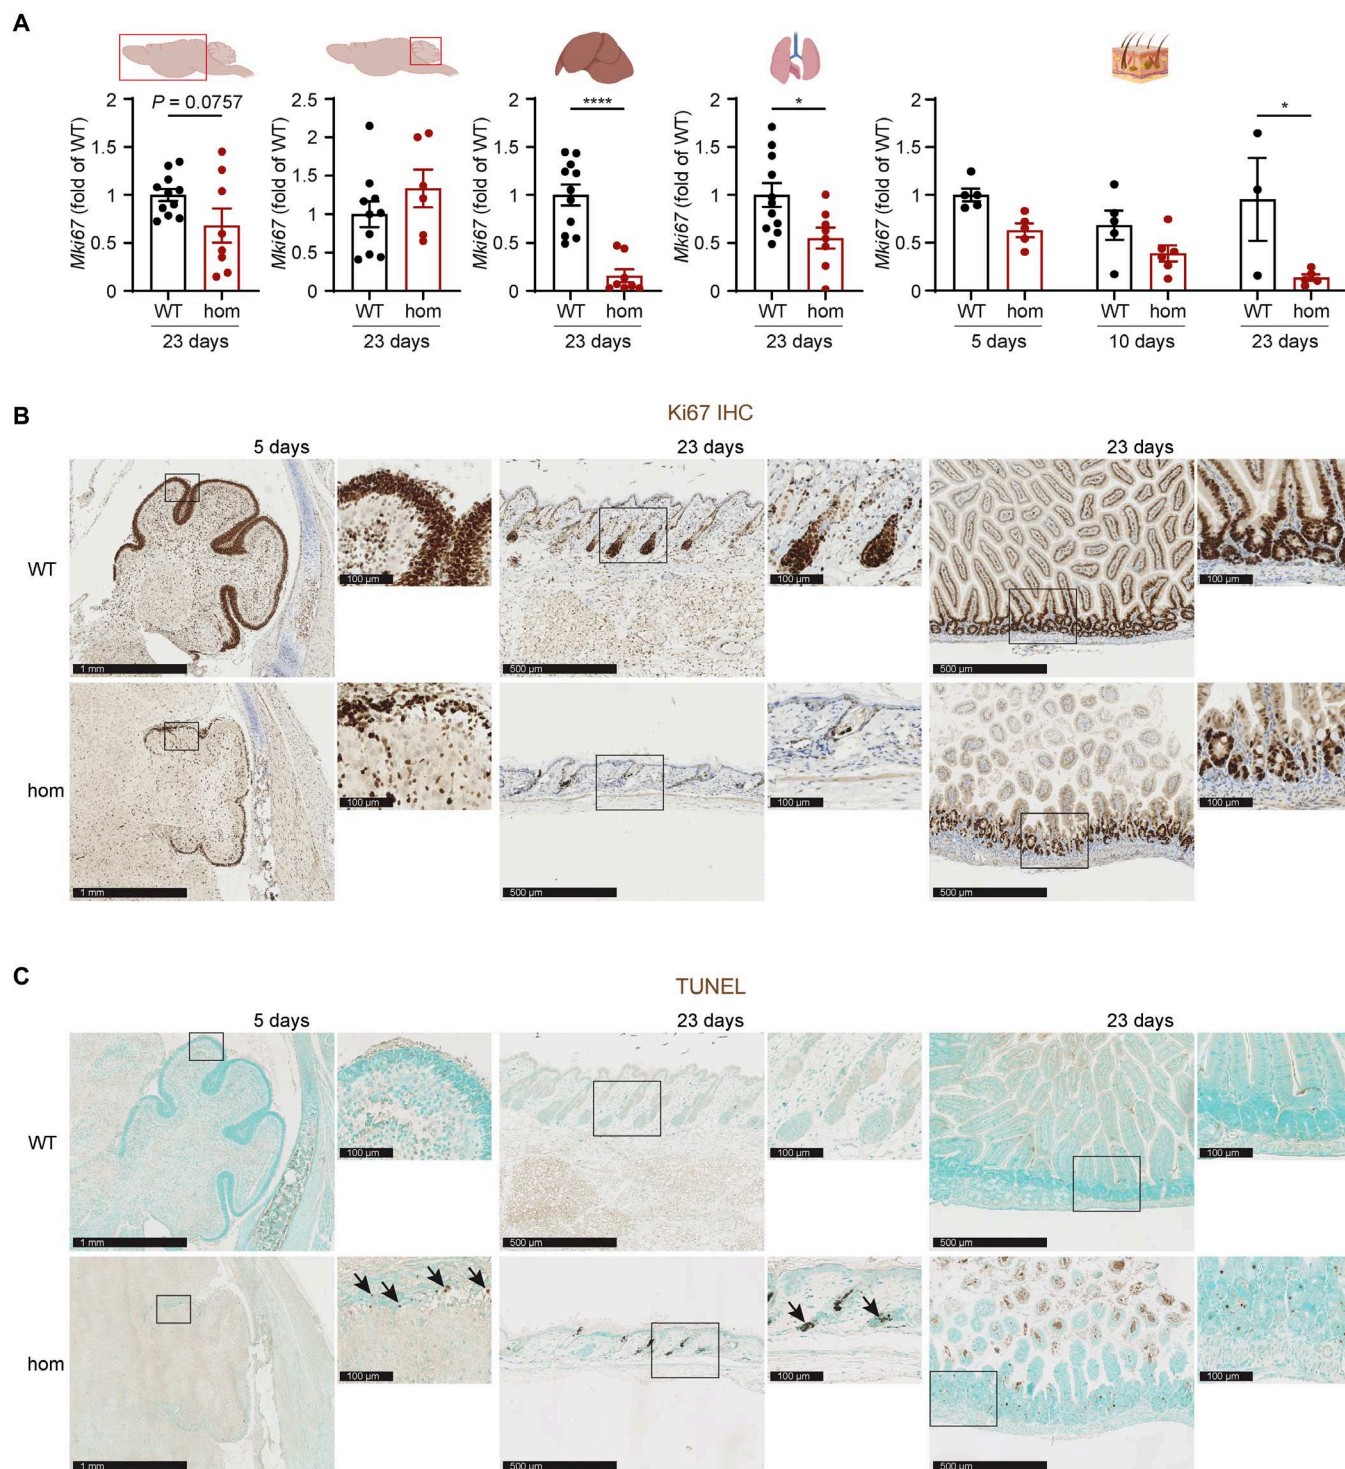 A
P = 0.0757
****
*
*
Mki67 (fold of WT)
2
1.5
1
0.5
0
WT hom
23 days
Mki67 (fold of WT)
2.5
2
1.5
1
0.5
0
WT hom
23 days
Mki67 (fold of WT)
2
1.5
1
0.5
0
WT hom
23 days
Mki67 (fold of WT)
2
1.5
1
0.5
0
WT hom
23 days
Mki67 (fold of WT)
2
1.5
1
0.5
0
WT hom WT hom WT hom
5 days 10 days 23 days
B
Ki67 IHC
5 days 23 days 23 days
WT
100 µm 100 µm 100 µm
1 mm 500 µm 500 µm
hom
100 µm 100 µm 100 µm
1 mm 500 µm 500 µm
C
TUNEL
5 days 23 days 23 days
WT
100 µm 100 µm 100 µm
1 mm 500 µm 500 µm
hom
100 µm 100 µm 100 µm
1 mm 500 µm 500 µm